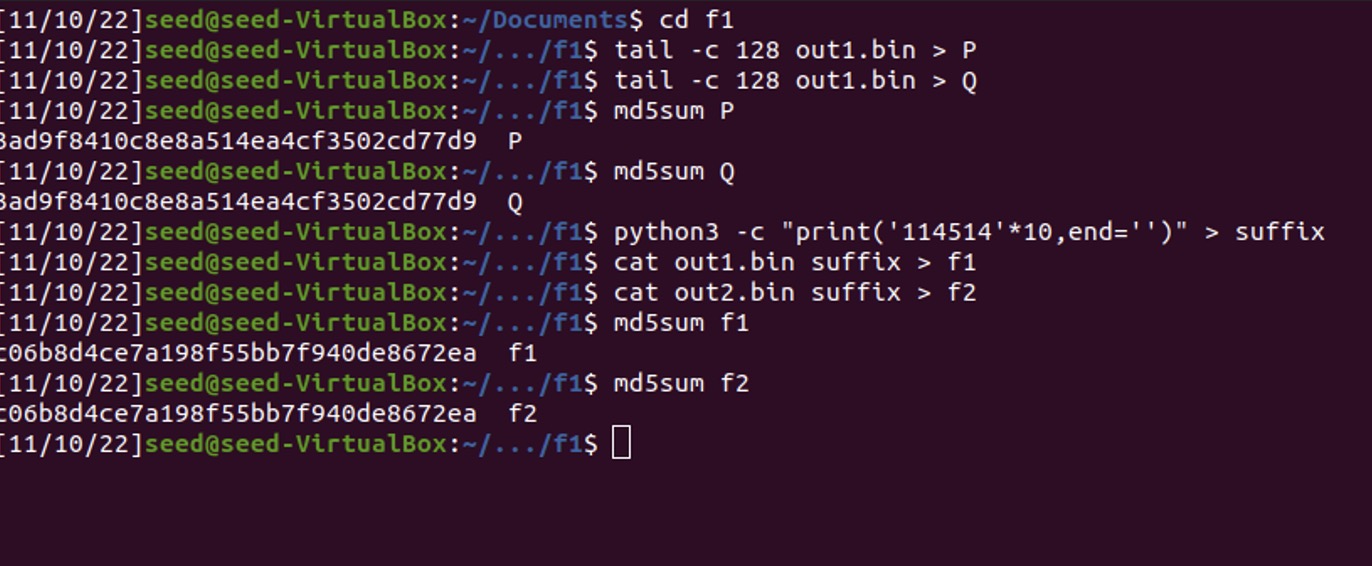 [11/10/22]seed@seed-VirtualBox:~/Documents$ cd f1
[11/10/22]seed@seed-VirtualBox:~/.../f1$ tail -c 128 out1.bin > P
[11/10/22]seed@seed-VirtualBox:~/.../f1$ tail -c 128 out1.bin > Q
[11/10/22]seed@seed-VirtualBox:~/.../f1$ md5sum P
3ad9f8410c8e8a514ea4cf3502cd77d9  P
[11/10/22]seed@seed-VirtualBox:~/.../f1$ md5sum Q
3ad9f8410c8e8a514ea4cf3502cd77d9  Q
[11/10/22]seed@seed-VirtualBox:~/.../f1$ python3 -c "print('114514'*10,end='')" > suffix
[11/10/22]seed@seed-VirtualBox:~/.../f1$ cat out1.bin suffix > f1
[11/10/22]seed@seed-VirtualBox:~/.../f1$ cat out2.bin suffix > f2
[11/10/22]seed@seed-VirtualBox:~/.../f1$ md5sum f1
c06b8d4ce7a198f55bb7f940de8672ea  f1
[11/10/22]seed@seed-VirtualBox:~/.../f1$ md5sum f2
c06b8d4ce7a198f55bb7f940de8672ea  f2
[11/10/22]seed@seed-VirtualBox:~/.../f1$